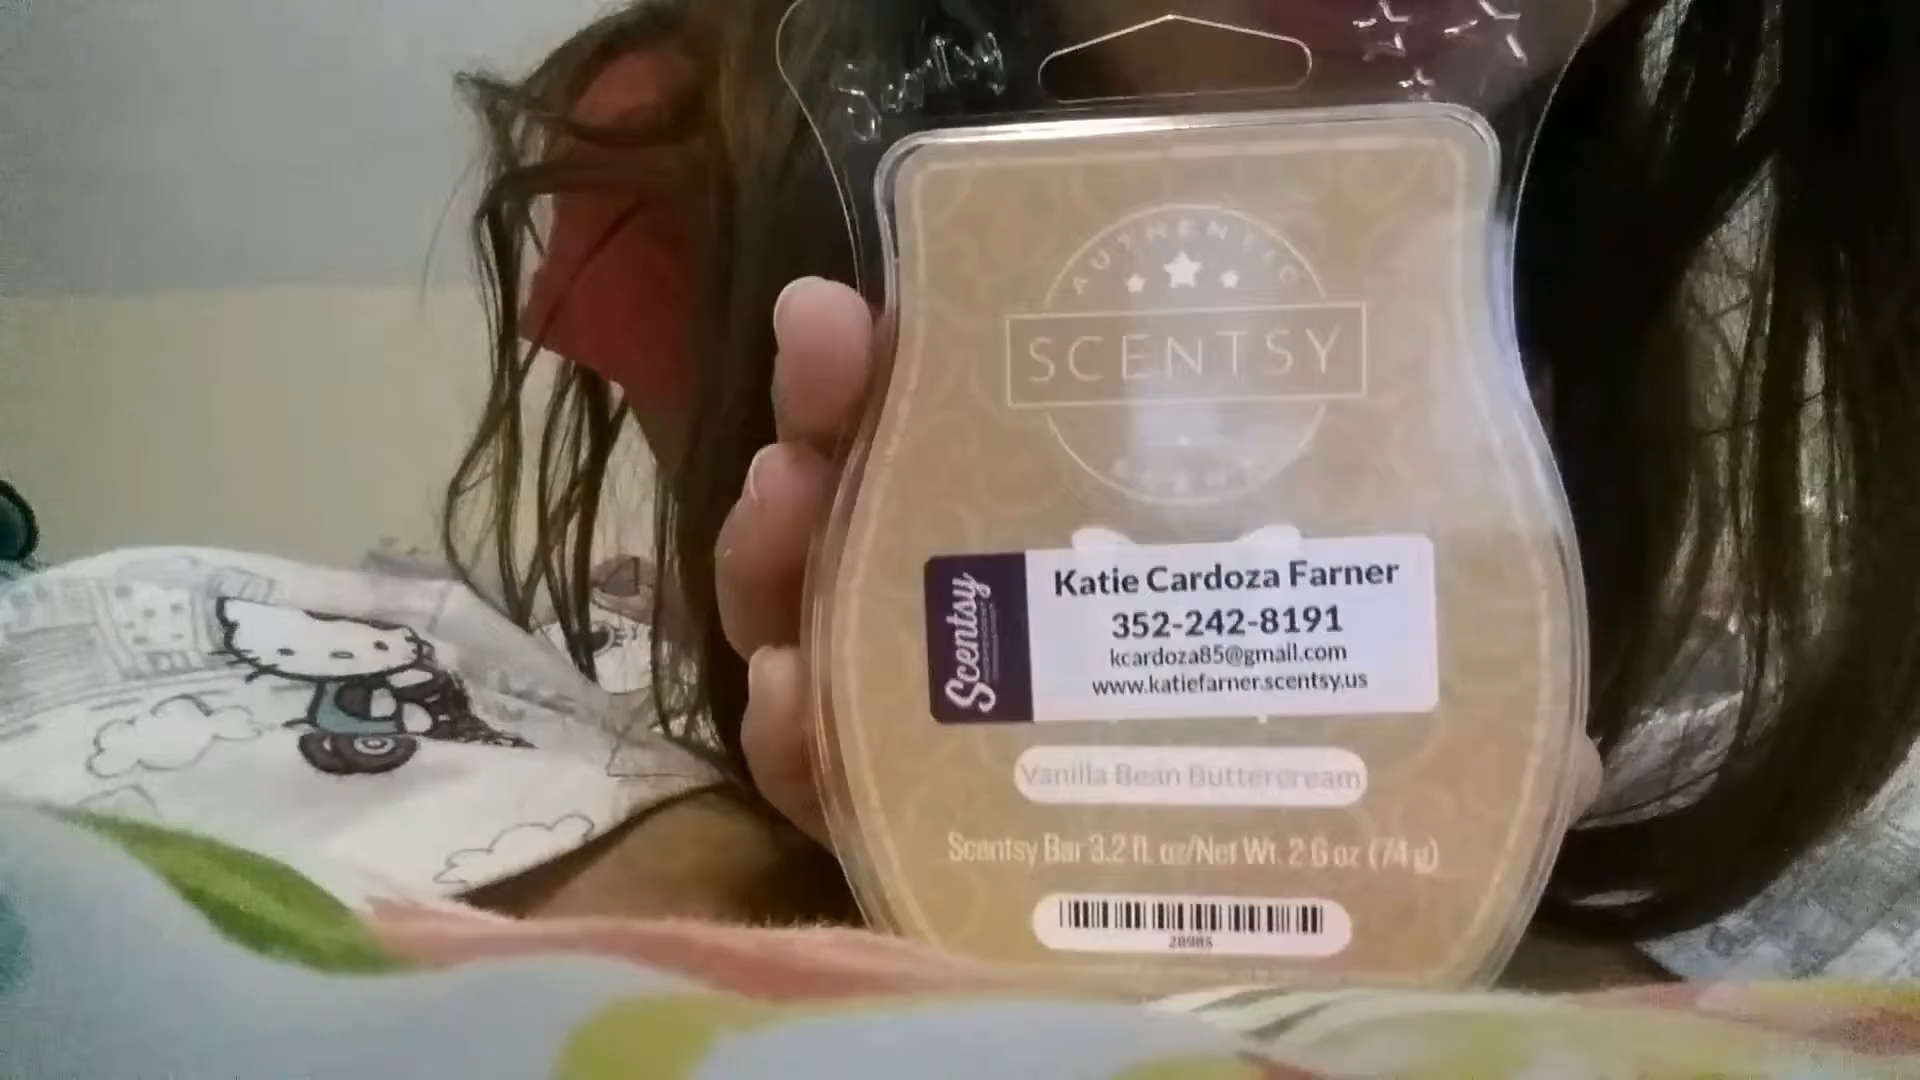 Scentsy
AUTHENTIC
SCENTSY
SCENT
Scentsy
Katie Cardoza Farner
352-242-8191
kcardoza85@gmail.com
www.katiefarner.scentsy.us
Vanilla Bean Buttercream
Scentsy Bar 3.2 fl. oz/Net Wt. 2.6 oz (74 g)
28985